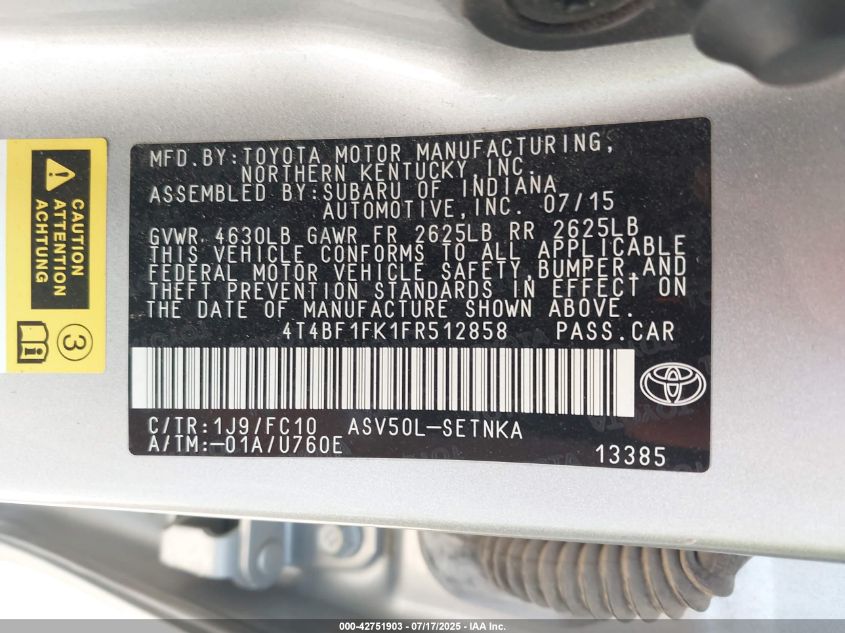 MFD.BY:TOYOTA MOTOR MANUFACTURING,
NORTHERN KENTUCKY,INC.
ASSEMBLED BY:SUBARU OF INDIANA
AUTOMOTIVE,INC. 07/15
GVWR 4630LB GAWR FR 2625LB RR 2625LB
THIS VEHICLE CONFORMS TO ALL APPLICABLE
FEDERAL MOTOR VEHICLE SAFETY,BUMPER,AND
THEFT PREVENTION STANDARDS IN EFFECT ON
THE DATE OF MANUFACTURE SHOWN ABOVE.
4T4BF1FK1FR512858 PASS.CAR
C/TR:1J9/FC10 ASV50L-SETNKA
A/TM:-01A/U760E
13385
CAUTION
ATTENTION
ACHTUNG
3
000-42751903 - 07/17/2025 - IAA Inc.